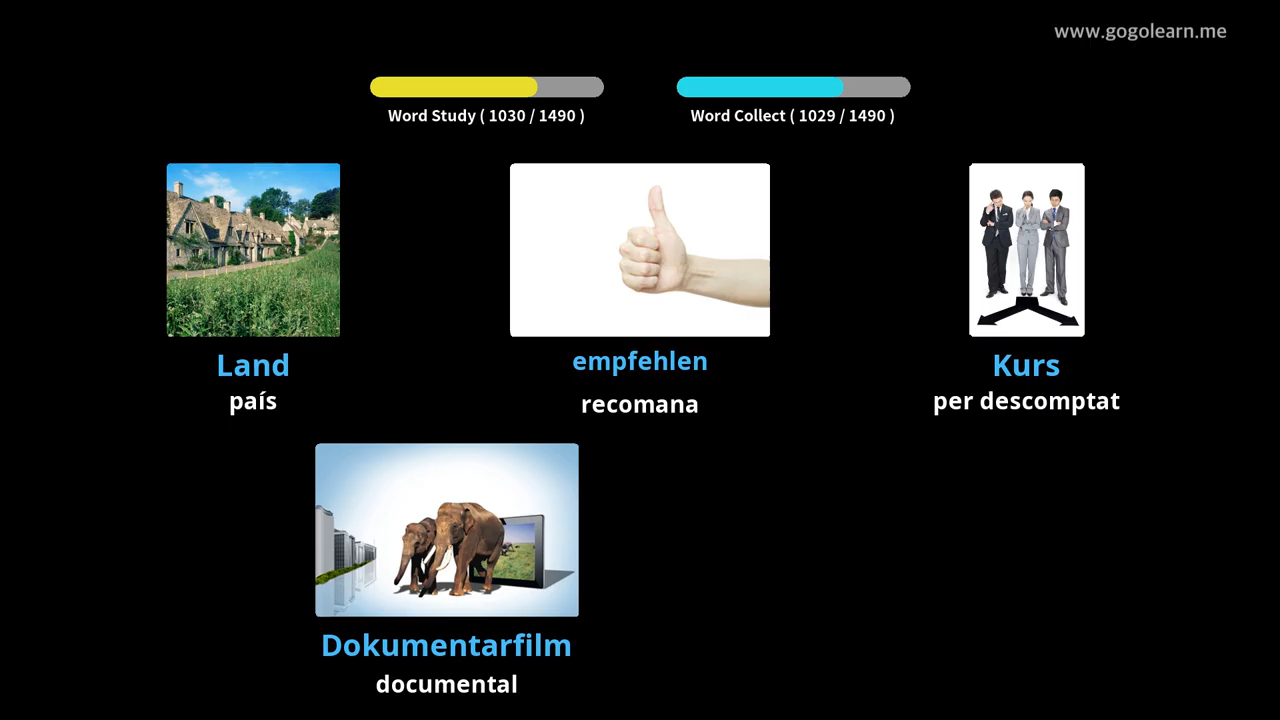 www.gogolearn.me
Word Study ( 1030 / 1490 )
Word Collect ( 1029 / 1490 )
Land
país
empfehlen
recomana
Kurs
per descomptat
Dokumentarfilm
documental